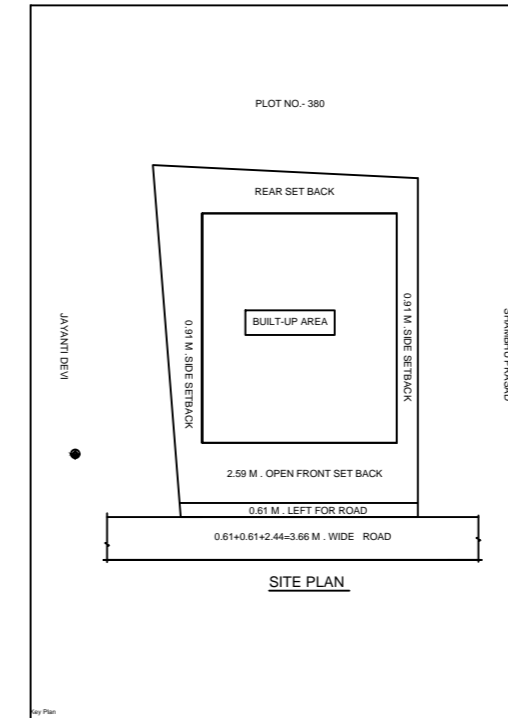 PLOT NO.- 380
REAR SET BACK
JAYANTI DEVI
0.91 M .SIDE SETBACK
BUILT-UP AREA
0.91 M .SIDE SETBACK
2.59 M . OPEN FRONT SET BACK
0.61 M . LEFT FOR ROAD
0.61+0.61+2.44=3.66 M . WIDE ROAD
SITE PLAN
Key Plan